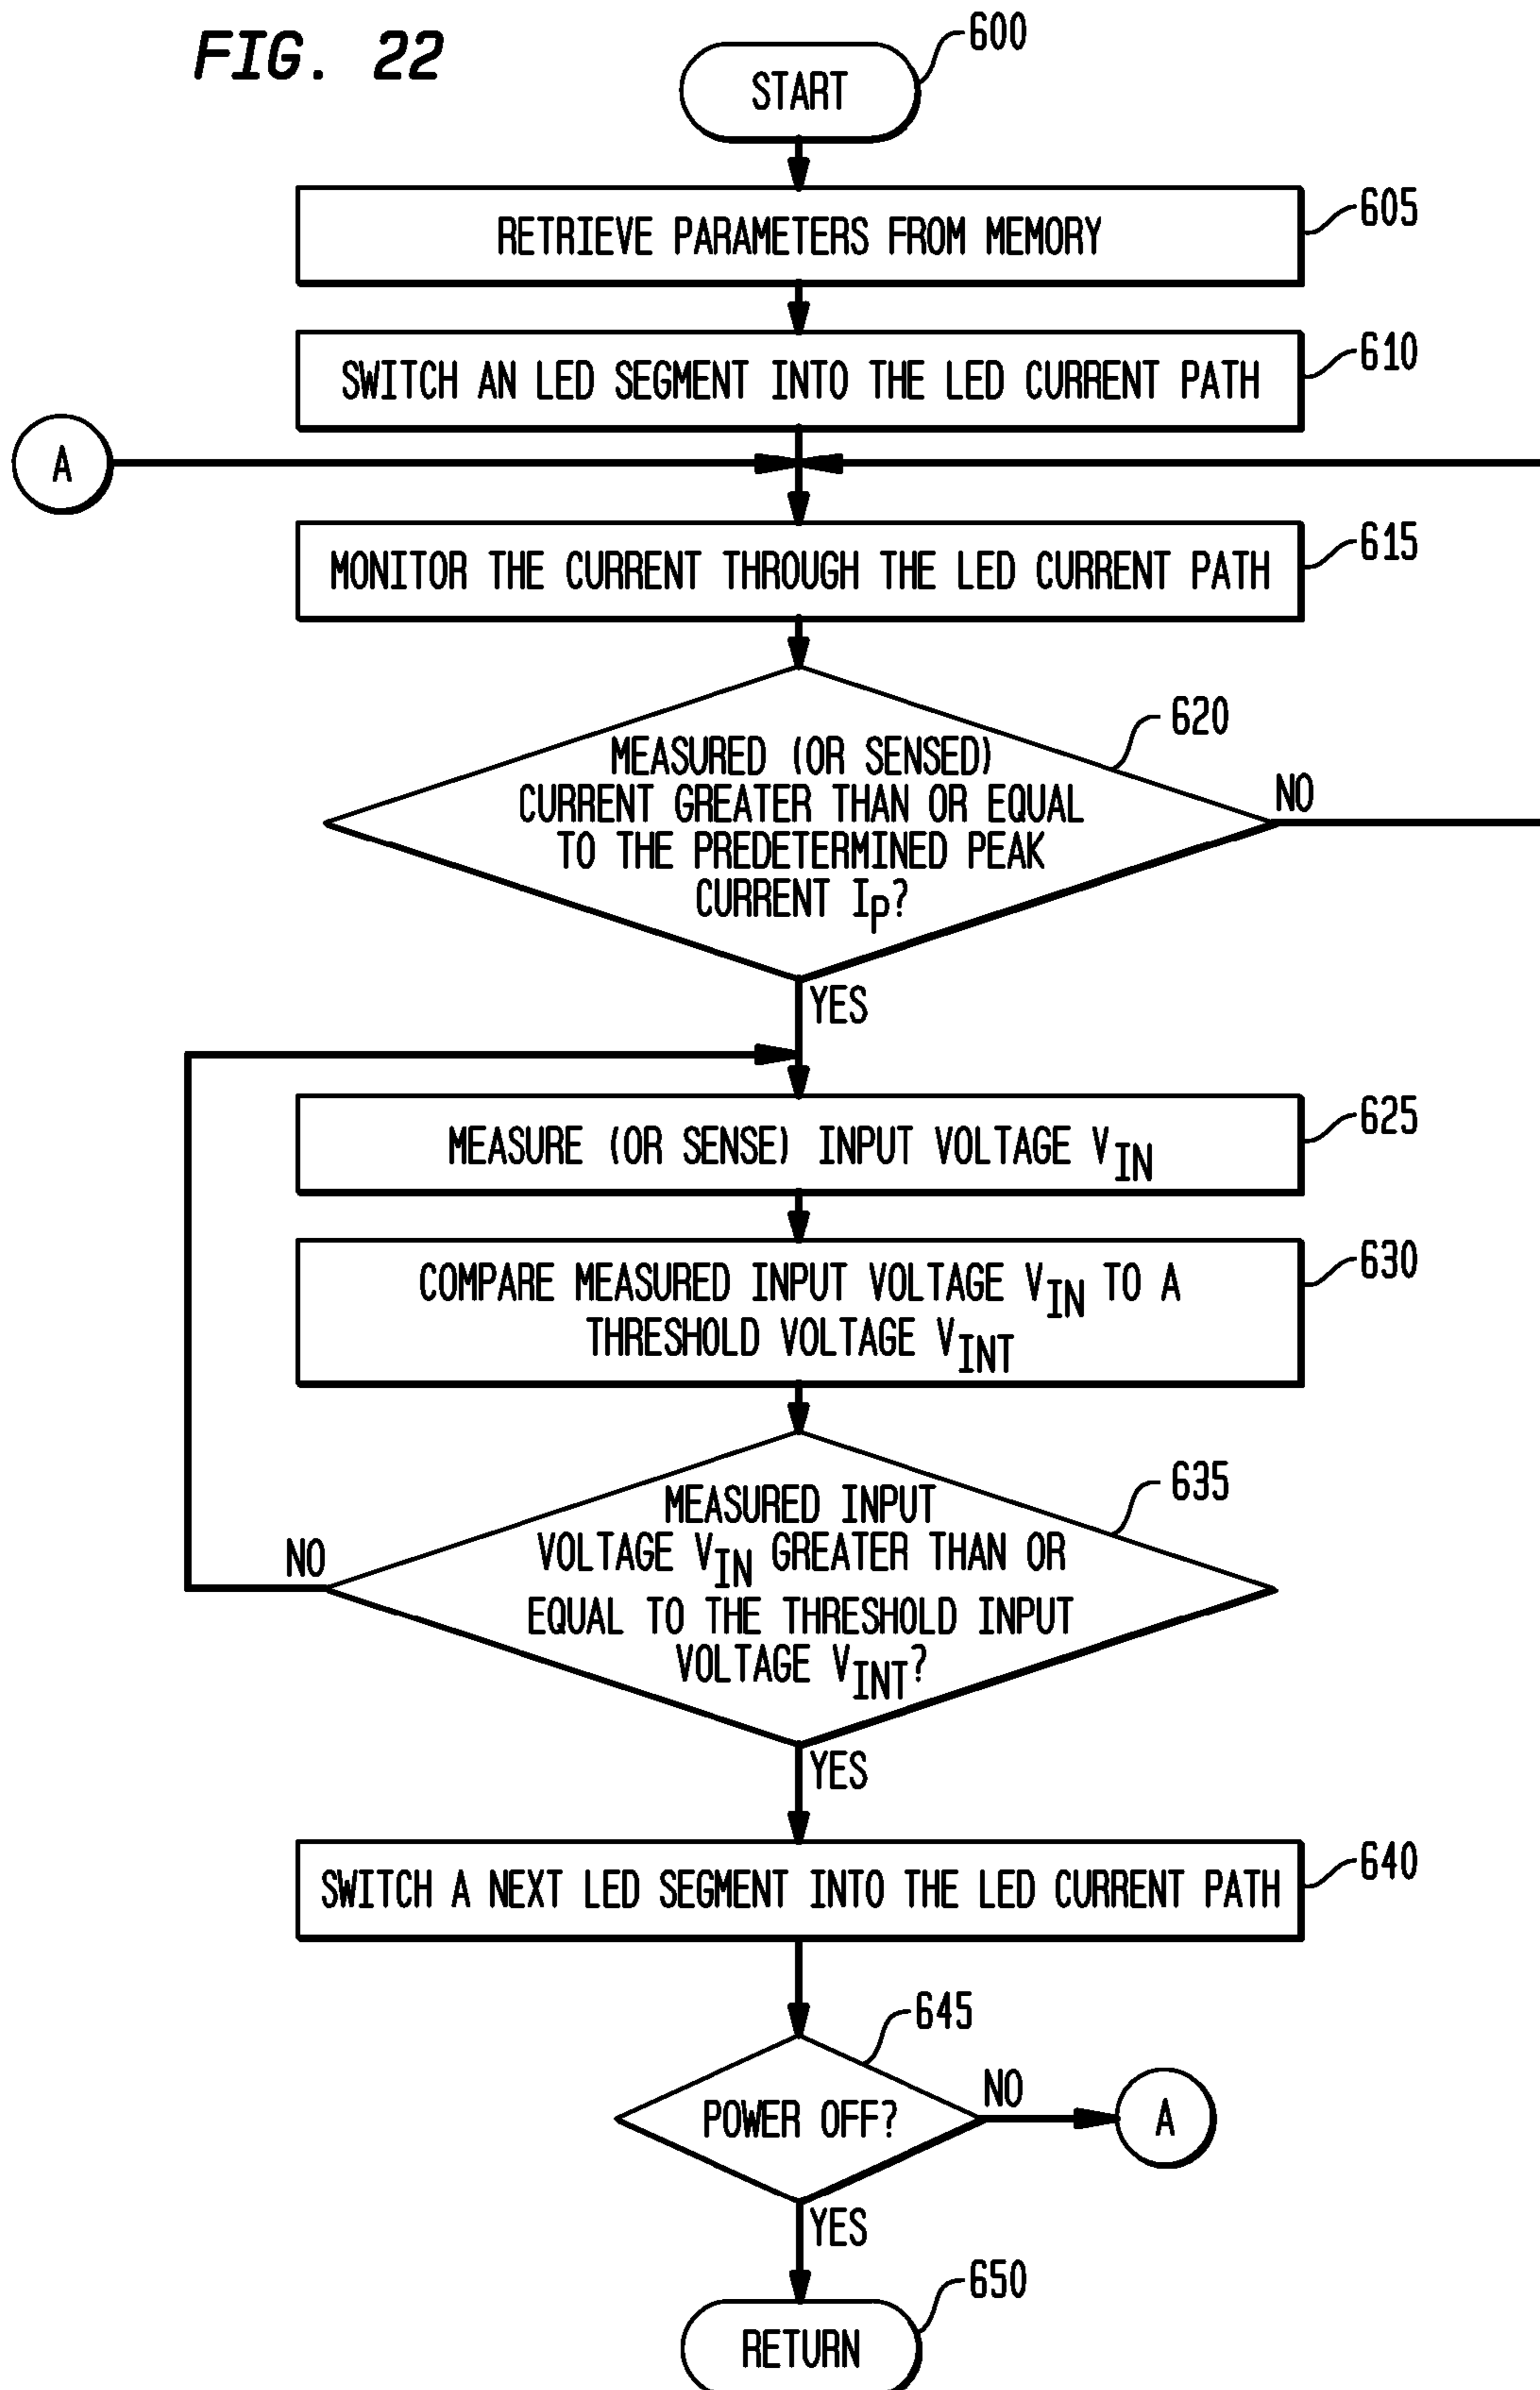 FIG. 22
600
START
605
RETRIEVE PARAMETERS FROM MEMORY
610
SWITCH AN LED SEGMENT INTO THE LED CURRENT PATH
A
615
MONITOR THE CURRENT THROUGH THE LED CURRENT PATH
620
MEASURED (OR SENSED)
CURRENT GREATER THAN OR EQUAL
TO THE PREDETERMINED PEAK
CURRENT IP?
NO
YES
625
MEASURE (OR SENSE) INPUT VOLTAGE VIN
630
COMPARE MEASURED INPUT VOLTAGE VIN TO A
THRESHOLD VOLTAGE VINT
635
MEASURED INPUT
VOLTAGE VIN GREATER THAN OR
EQUAL TO THE THRESHOLD INPUT
VOLTAGE VINT?
NO
YES
640
SWITCH A NEXT LED SEGMENT INTO THE LED CURRENT PATH
645
POWER OFF?
NO
A
YES
650
RETURN